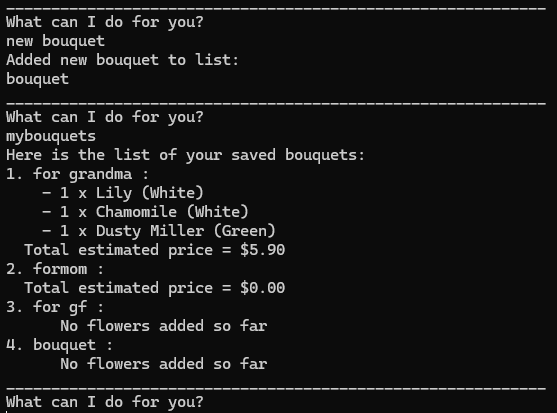 ____________________________________________________________
What can I do for you?
new bouquet
Added new bouquet to list:
bouquet
____________________________________________________________
What can I do for you?
mybouquets
Here is the list of your saved bouquets:
1. for grandma :
    - 1 x Lily (White)
    - 1 x Chamomile (White)
    - 1 x Dusty Miller (Green)
  Total estimated price = $5.90
2. formom :
  Total estimated price = $0.00
3. for gf :
      No flowers added so far
4. bouquet :
      No flowers added so far
____________________________________________________________
What can I do for you?